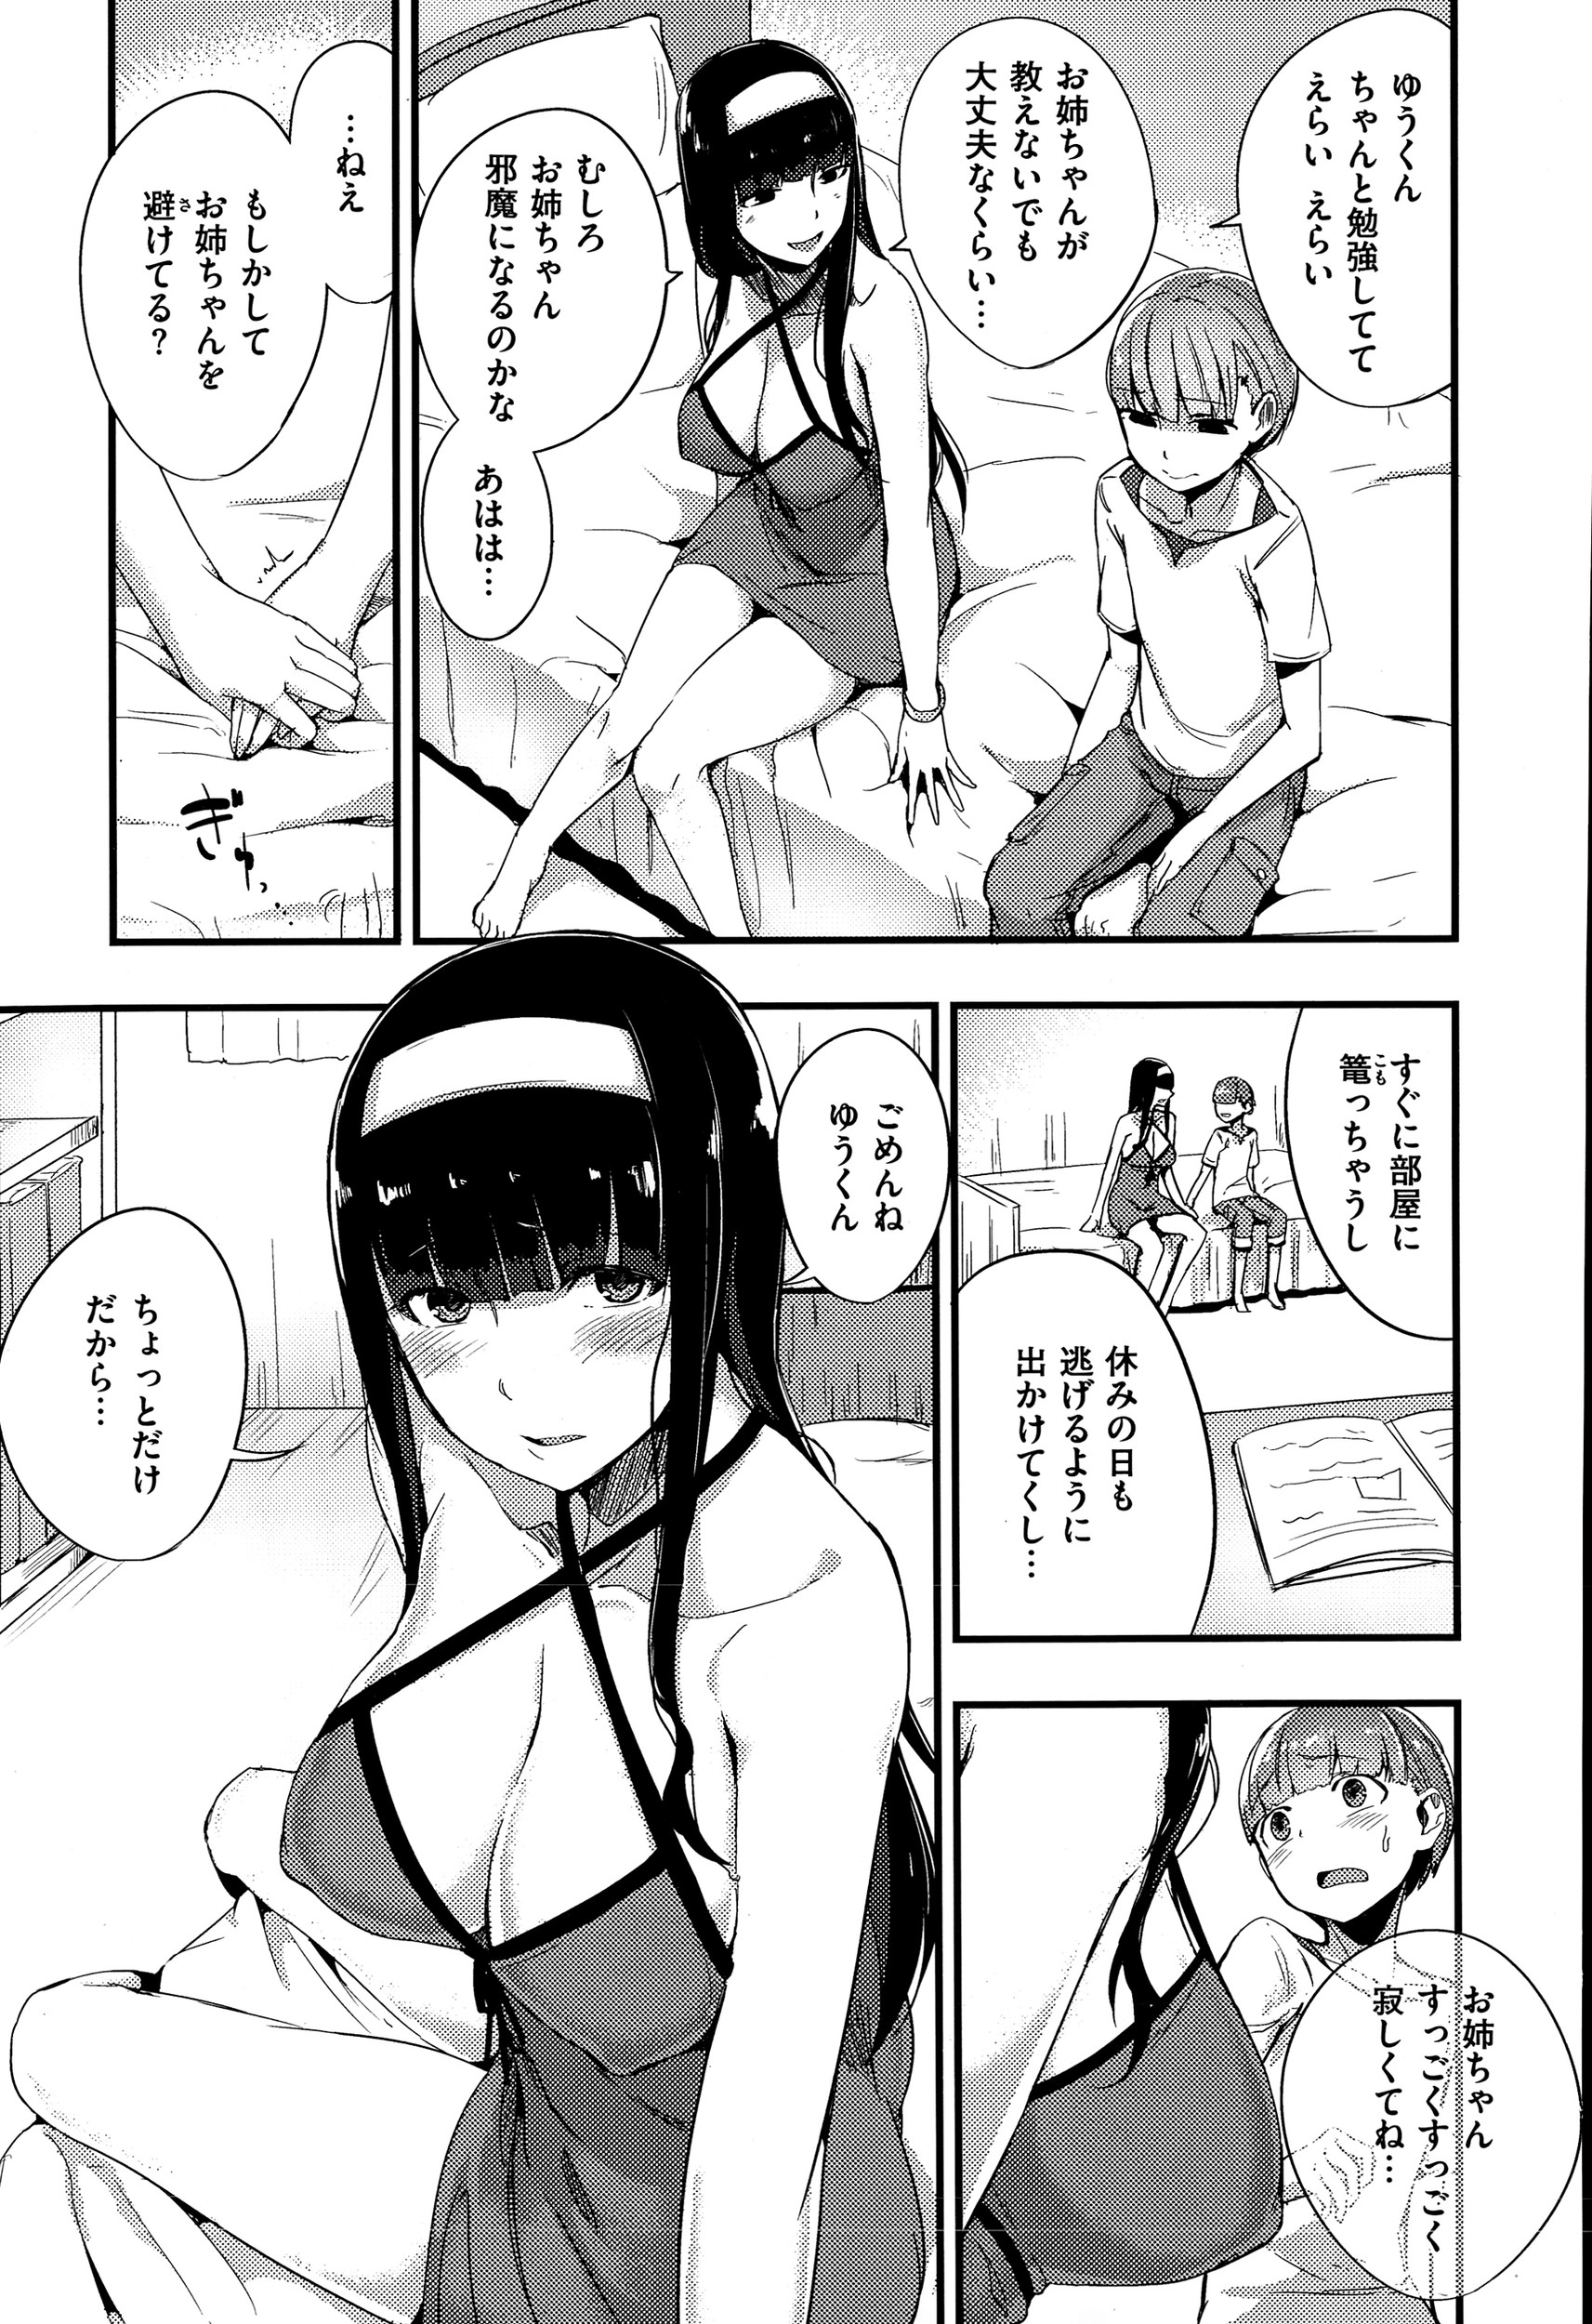 ゆうくん
ちゃんと勉強してて
えらい えらい
お姉ちゃんが
教えないでも
大丈夫なくらい…
むしろ
お姉ちゃん
邪魔になるのかな
あはは…
…ねえ
もしかして
お姉ちゃんを
避けてる?
さ
ぎゅっ
すぐに部屋に
篭っちゃうし
こも
休みの日も
逃げるように
出かけてくし…
お姉ちゃん
すっごくすっごく
寂しくてね…
ごめんね
ゆうくん
ちょっとだけ
だから…